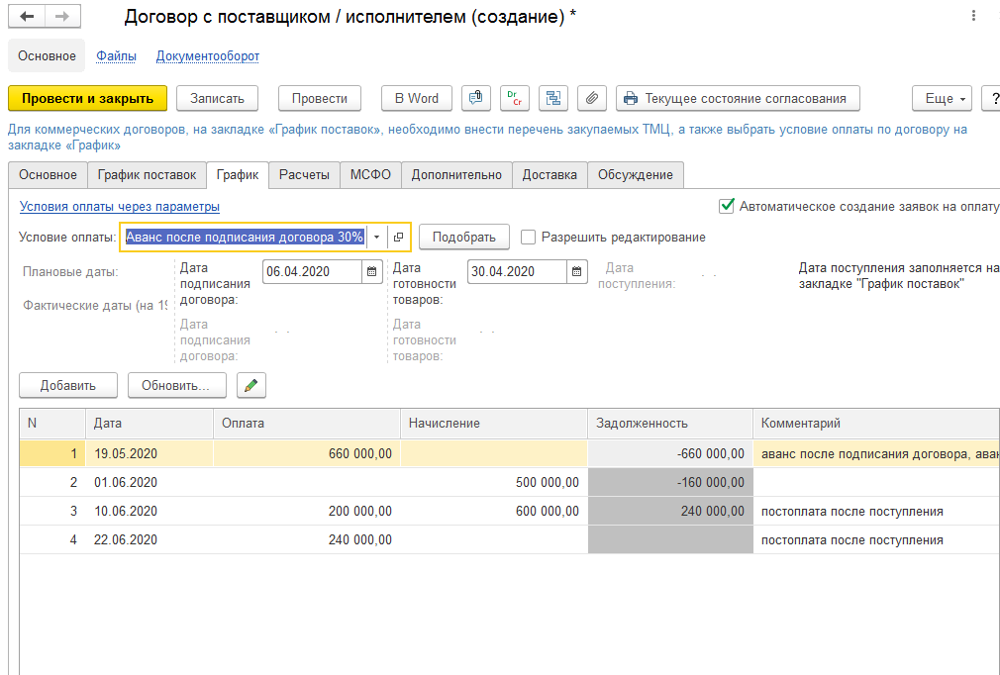 Договор с поставщиком / исполнителем (создание) *
Основное Файлы Документооборот
Провести и закрыть Записать Провести В Word Dr Cr Текущее состояние согласования Еще ?
Для коммерческих договоров, на закладке «График поставок», необходимо внести перечень закупаемых ТМЦ, а также выбрать условие оплаты по договору на
закладке «График»
Основное График поставок График Расчеты МСФО Дополнительно Доставка Обсуждение
Условия оплаты через параметры Автоматическое создание заявок на оплату
Условие оплаты: Аванс после подписания договора 30% Подобрать Разрешить редактирование
Плановые даты: Дата подписания договора: 06.04.2020 Дата готовности товаров: 30.04.2020 Дата поступления: . . Дата поступления заполняется на закладке "График поставок"
Фактические даты (на 19
Дата подписания договора: . . Дата готовности товаров: . .
Добавить Обновить...
N Дата Оплата Начисление Задолженность Комментарий
1 19.05.2020 660 000,00 -660 000,00 аванс после подписания договора, аван
2 01.06.2020 500 000,00 -160 000,00
3 10.06.2020 200 000,00 600 000,00 240 000,00 постоплата после поступления
4 22.06.2020 240 000,00 постоплата после поступления